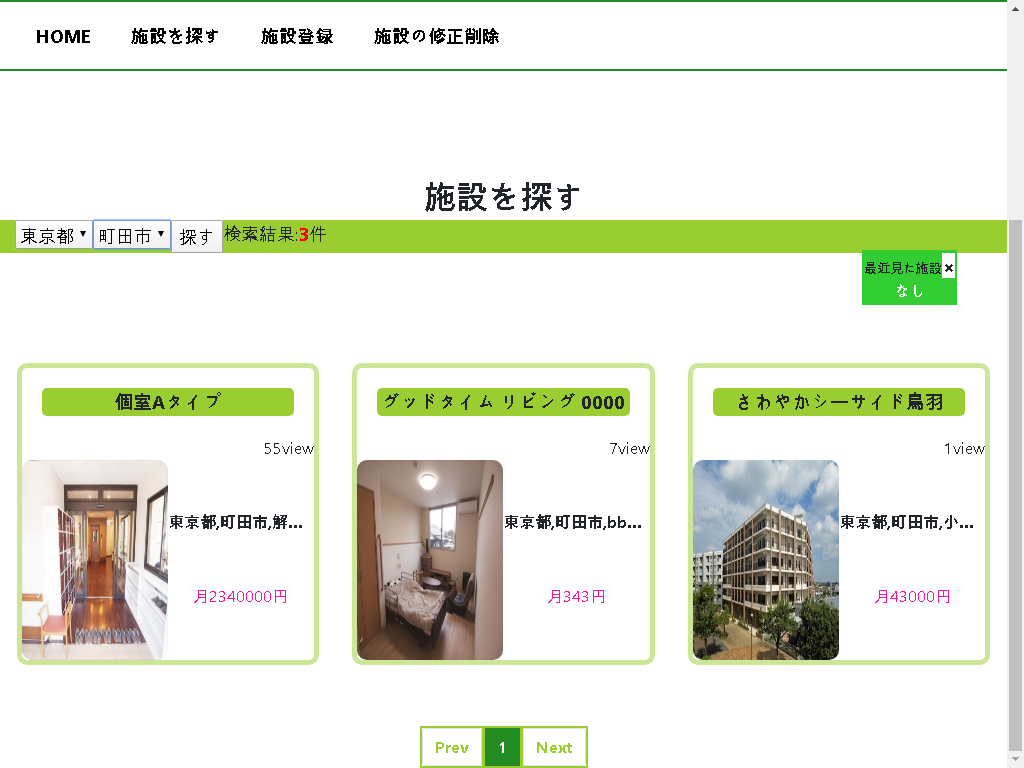 HOME 施設を探す 施設登録 施設の修正削除
施設を探す
東京都 町田市 探す 検索結果:3件
最近見た施設×
なし
個室Aタイプ
55view
東京都,町田市,解...
月2340000円
グッドタイム リビング 0000
7view
東京都,町田市,bb...
月343円
さわやかシーサイド鳥羽
1view
東京都,町田市,小...
月43000円
Prev 1 Next